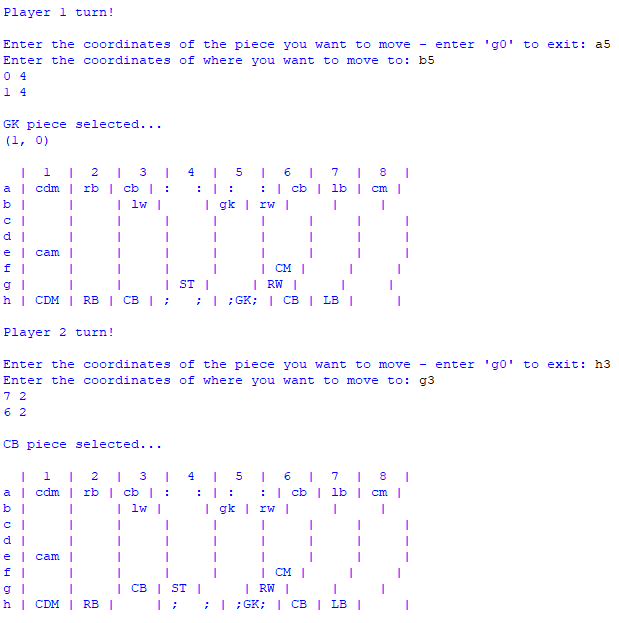 Player 1 turn!

Enter the coordinates of the piece you want to move - enter 'g0' to exit: a5
Enter the coordinates of where you want to move to: b5
0 4
1 4

GK piece selected...
(1, 0)

  |  1  |  2  |  3  |  4  |  5  |  6  |  7  |  8  |
a | cdm | rb | cb | :   : | :   : | cb | lb | cm |
b |     |     | lw |     | gk | rw |     |     |
c |     |     |     |     |     |     |     |     |
d |     |     |     |     |     |     |     |     |
e | cam |     |     |     |     |     |     |     |
f |     |     |     |     |     | CM |     |     |
g |     |     |     | ST |     | RW |     |     |
h | CDM | RB | CB | ;   ; | ;GK; | CB | LB |     |

Player 2 turn!

Enter the coordinates of the piece you want to move - enter 'g0' to exit: h3
Enter the coordinates of where you want to move to: g3
7 2
6 2

CB piece selected...

  |  1  |  2  |  3  |  4  |  5  |  6  |  7  |  8  |
a | cdm | rb | cb | :   : | :   : | cb | lb | cm |
b |     |     | lw |     | gk | rw |     |     |
c |     |     |     |     |     |     |     |     |
d |     |     |     |     |     |     |     |     |
e | cam |     |     |     |     |     |     |     |
f |     |     |     |     |     | CM |     |     |
g |     |     | CB | ST |     | RW |     |     |
h | CDM | RB |     | ;   ; | ;GK; | CB | LB |     |